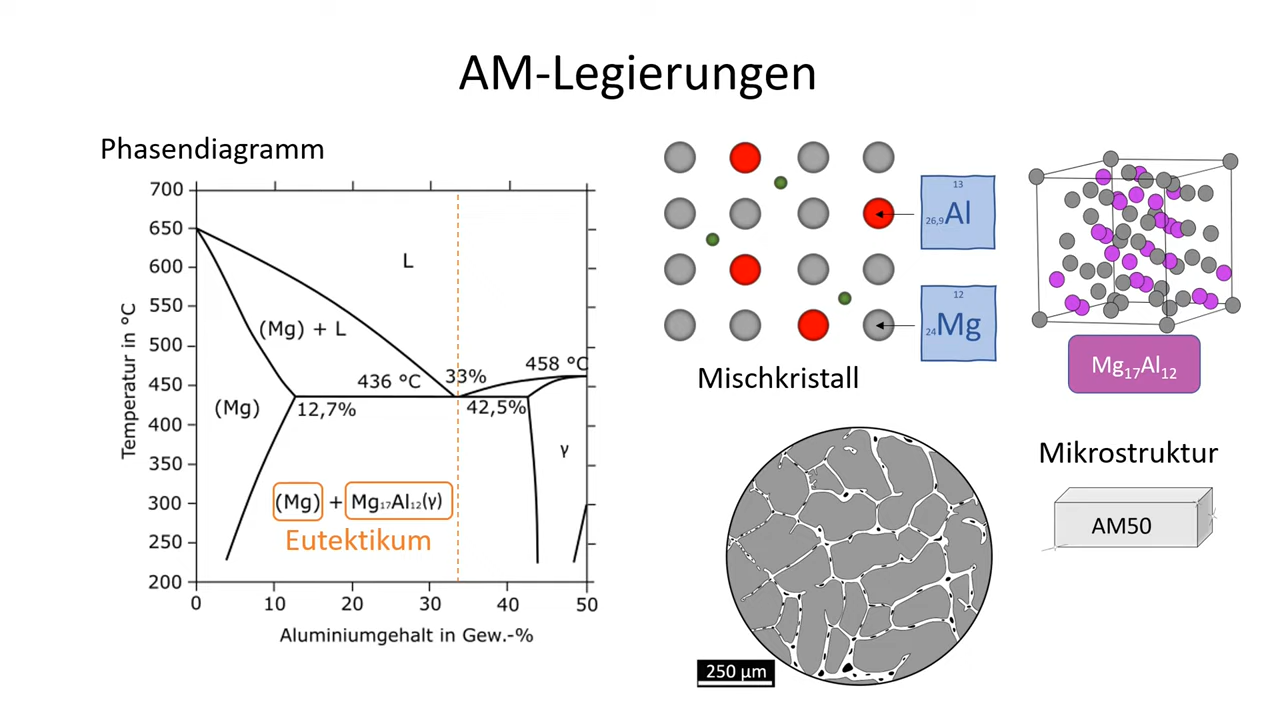 AM-Legierungen
Phasendiagramm
Temperatur in °C
700
650
600
550
500
450
400
350
300
250
200
0
10
20
30
40
50
Aluminiumgehalt in Gew.-%
L
(Mg) + L
(Mg)
436 °C
33%
458 °C
12,7%
42,5%
γ
(Mg) + Mg₁₇Al₁₂(γ)
Eutektikum
13
26,9 Al
12
24 Mg
Mischkristall
Mg₁₇Al₁₂
Mikrostruktur
AM50
250 µm